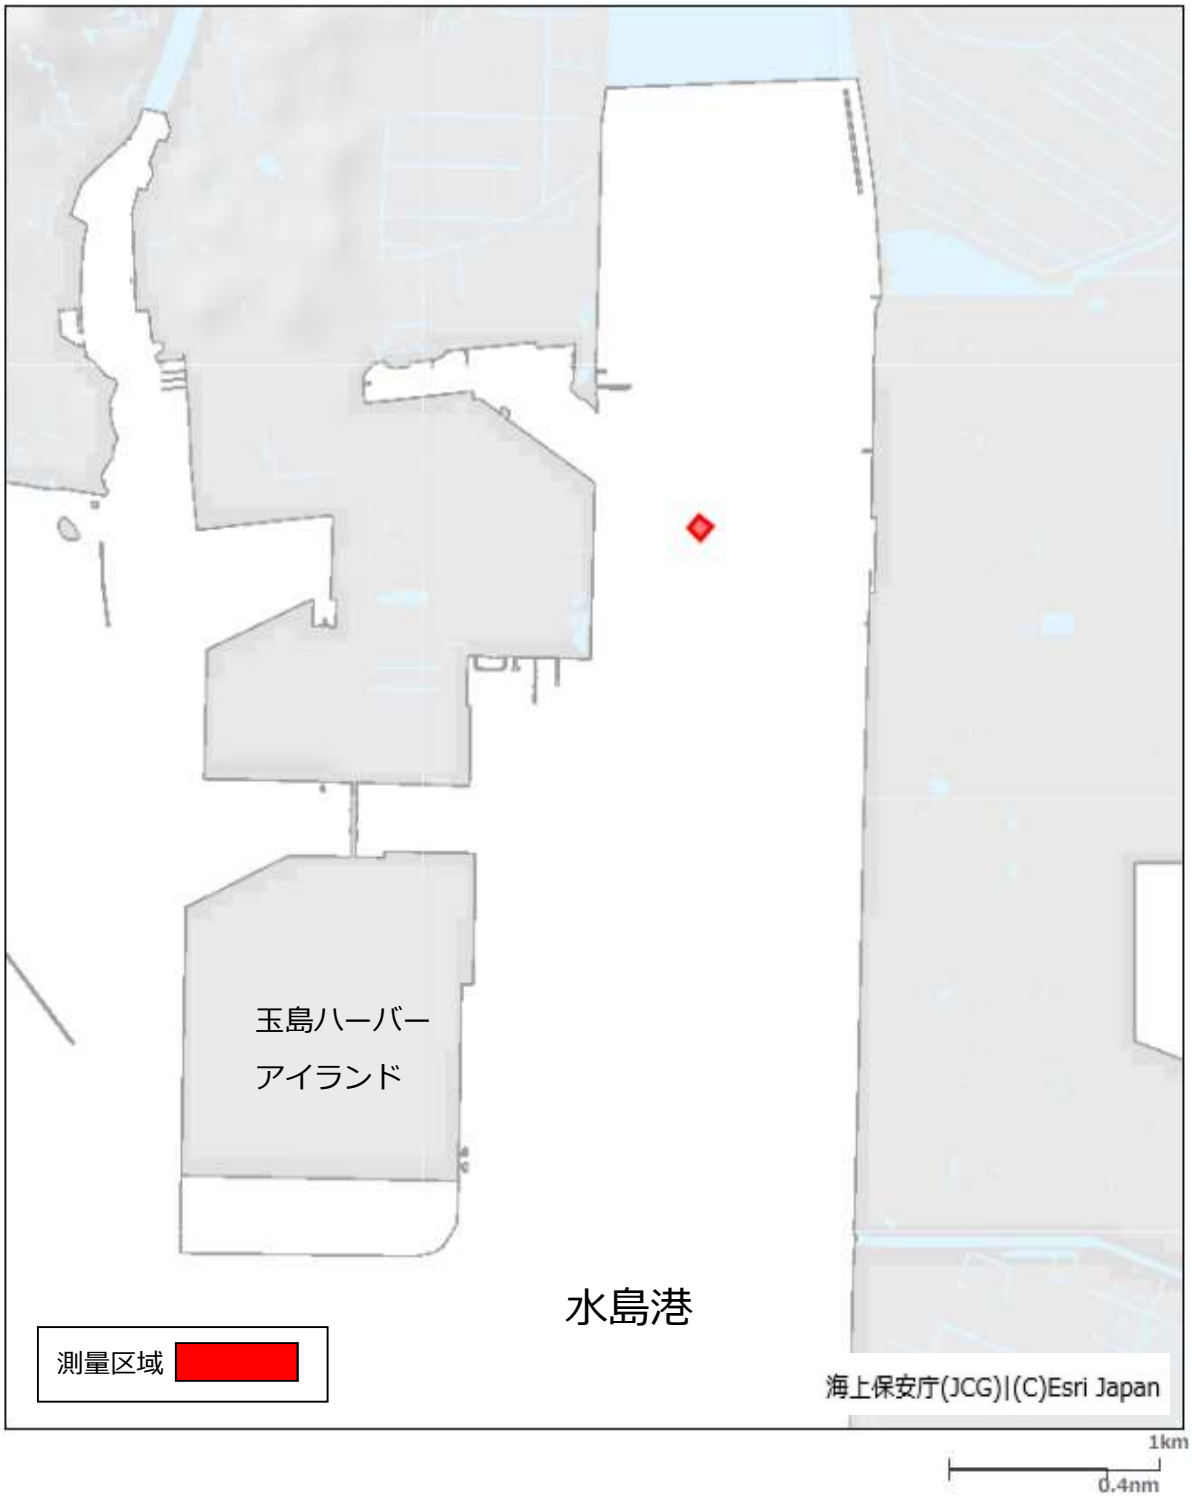 玉島ハーバー
アイランド
水島港
測量区域
海上保安庁(JCG)|(C)Esri Japan
1km
0.4nm